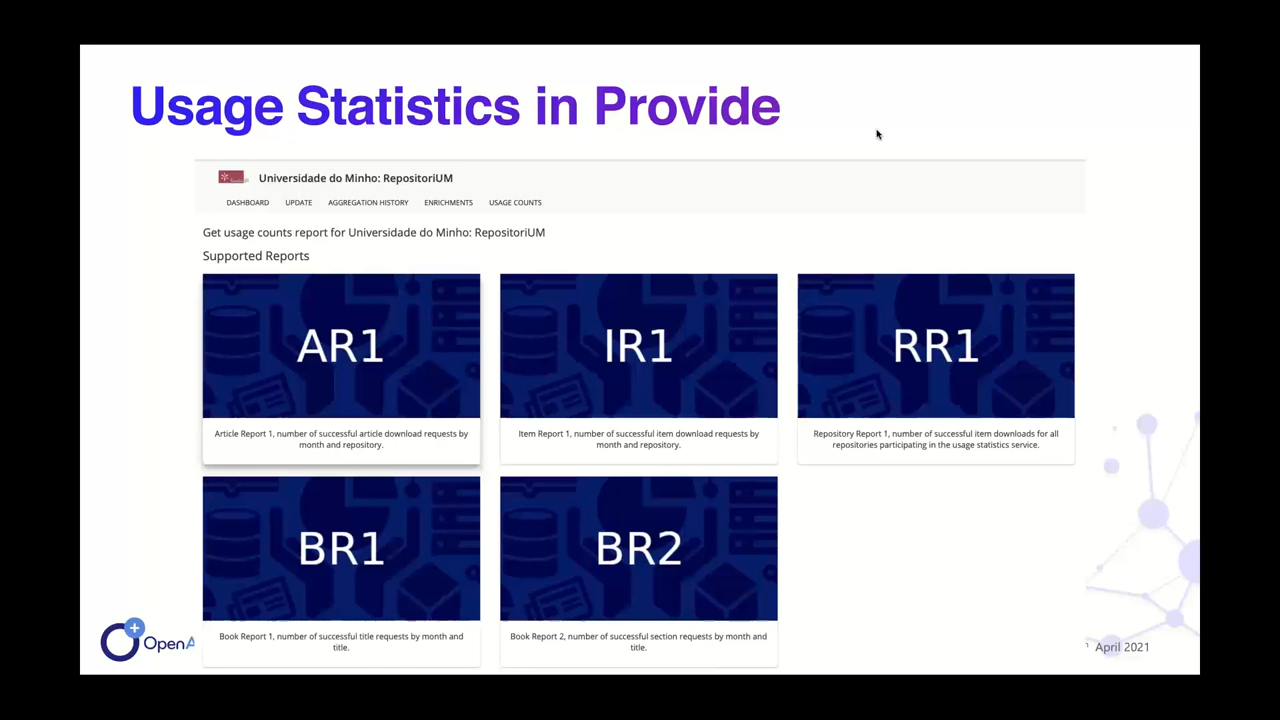 Usage Statistics in Provide
Universidade do Minho: RepositoriUM
DASHBOARD UPDATE AGGREGATION HISTORY ENRICHMENTS USAGE COUNTS
Get usage counts report for Universidade do Minho: RepositoriUM
Supported Reports
AR1
Article Report 1, number of successful article download requests by
month and repository.
IR1
Item Report 1, number of successful item download requests by
month and repository.
RR1
Repository Report 1, number of successful item downloads for all
repositories participating in the usage statistics service.
BR1
Book Report 1, number of successful title requests by month and
title.
BR2
Book Report 2, number of successful section requests by month and
title.
OpenA
April 2021